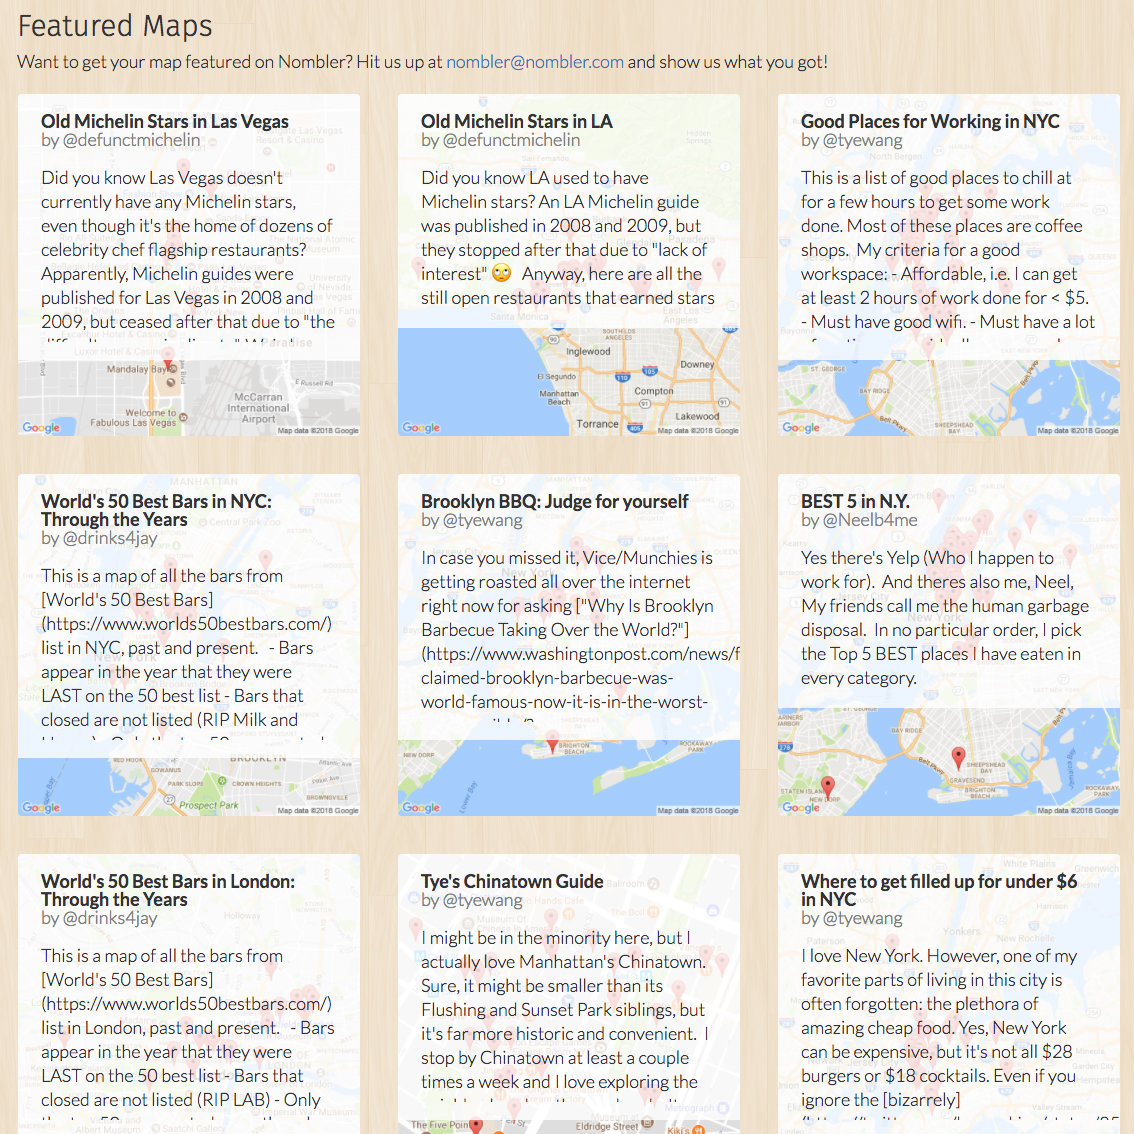 Featured Maps
Want to get your map featured on Nombler? Hit us up at nombler@nombler.com and show us what you got!
Old Michelin Stars in Las Vegas
by @defunctmichelin
Did you know Las Vegas doesn't
currently have any Michelin stars,
even though it's the home of dozens of
celebrity chef flagship restaurants?
Apparently, Michelin guides were
published for Las Vegas in 2008 and
2009, but ceased after that due to "the
Mandalay Bay
E Russell Rd
McCarran
International
Airport
Welcome to
Fabulous Las Vegas
Google
Map data ©2018 Google
Old Michelin Stars in LA
by @defunctmichelin
Did you know LA used to have
Michelin stars? An LA Michelin guide
was published in 2008 and 2009, but
they stopped after that due to "lack of
interest" 🙄 Anyway, here are all the
still open restaurants that earned stars
Santa Monica
SOUTH LOS
ANGELES
Inglewood
Downey
El Segundo
Compton
Manhattan
Beach
Lakewood
Torrance
Google
Map data ©2018 Google
Good Places for Working in NYC
by @tyewang
This is a list of good places to chill at
for a few hours to get some work
done. Most of these places are coffee
shops. My criteria for a good
workspace: - Affordable, i.e. I can get
at least 2 hours of work done for < $5.
- Must have good wifi. - Must have a lot
ST. GEORGE
BAY RIDGE
Belt Pkwy
SHEEPSHEAD
BAY
Google
Map data ©2018 Google
World's 50 Best Bars in NYC:
Through the Years
by @drinks4jay
This is a map of all the bars from
[World's 50 Best Bars]
(https://www.worlds50bestbars.com/)
list in NYC, past and present. - Bars
appear in the year that they were
LAST on the 50 best list - Bars that
closed are not listed (RIP Milk and
RED HOOK
BROOKLYN
GOWANUS
PARK SLOPE
CROWN HEIGHTS
Prospect Park
BROWNSVILLE
Google
Map data ©2018 Google
Brooklyn BBQ: Judge for yourself
by @tyewang
In case you missed it, Vice/Munchies is
getting roasted all over the internet
right now for asking ["Why Is Brooklyn
Barbecue Taking Over the World?"]
(https://www.washingtonpost.com/news/f
claimed-brooklyn-barbecue-was-
world-famous-now-it-is-in-the-worst-
NEW DORP
BRIGHTON
BEACH
ROCKAWAY
PARK
Lower Bay
Google
Map data ©2018 Google
BEST 5 in N.Y.
by @Neelb4me
Yes there's Yelp (Who I happen to
work for). And theres also me, Neel,
My friends call me the human garbage
disposal. In no particular order, I pick
the Top 5 BEST places I have eaten in
every category.
ST. GEORGE
MARINERS
HARBOR
BAY RIDGE
Belt Pkwy
SHEEPSHEAD
BAY
GRAVESEND
BRIGHTON
BEACH
STATEN ISLAND
NEW DORP
ROCKAWAY
PARK
Jamaica Bay
Google
Map data ©2018 Google
World's 50 Best Bars in London:
Through the Years
by @drinks4jay
This is a map of all the bars from
[World's 50 Best Bars]
(https://www.worlds50bestbars.com/)
list in London, past and present. - Bars
appear in the year that they were
LAST on the 50 best list - Bars that
closed are not listed (RIP LAB) - Only
Tye's Chinatown Guide
by @tyewang
I might be in the minority here, but I
actually love Manhattan's Chinatown.
Sure, it might be smaller than its
Flushing and Sunset Park siblings, but
it's far more historic and convenient. I
stop by Chinatown at least a couple
times a week and I love exploring the
Museum at
Eldridge Street
The Five Points
Kiki's
Where to get filled up for under $6
in NYC
by @tyewang
I love New York. However, one of my
favorite parts of living in this city is
often forgotten: the plethora of
amazing cheap food. Yes, New York
can be expensive, but it's not all $28
burgers or $18 cocktails. Even if you
ignore the [bizarrely]